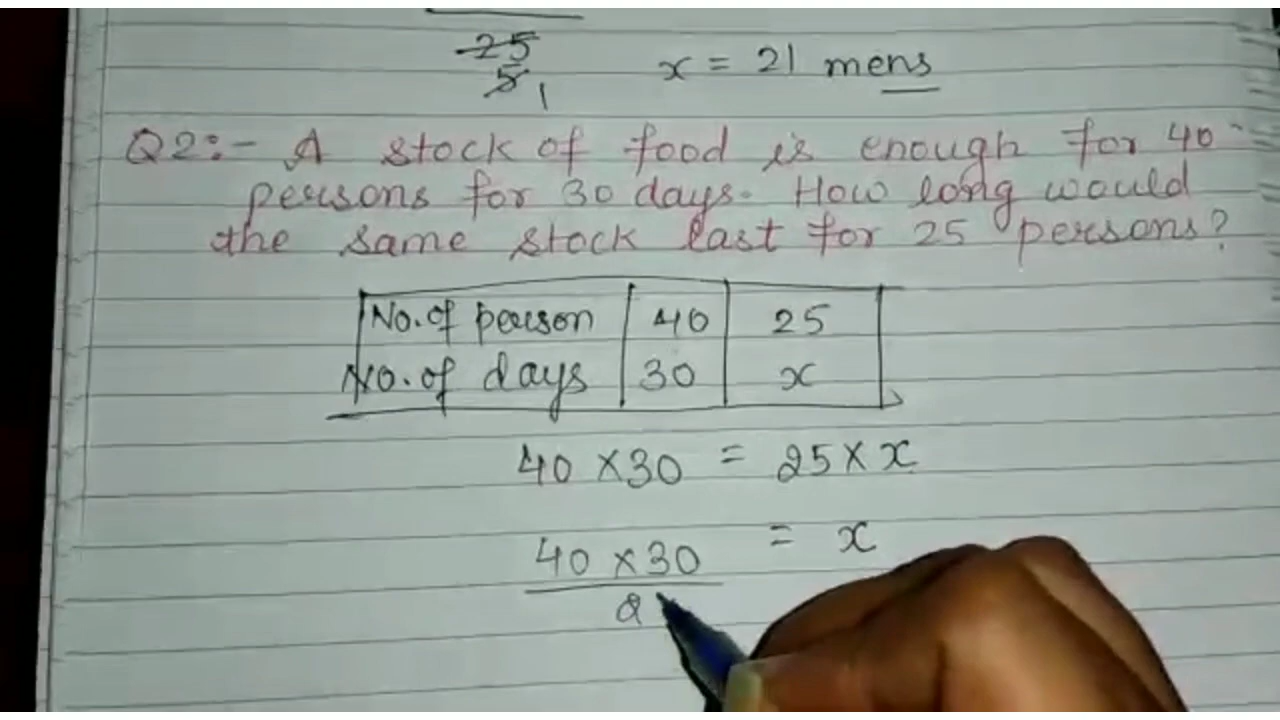 25
5 1
x = 21 mens
Q2:- A stock of food is enough for 40
persons for 30 days. How long would
the same stock last for 25 persons?
No. of person 40 25
No. of days 30 x
40 × 30 = 25 × x
40 × 30 = x
2